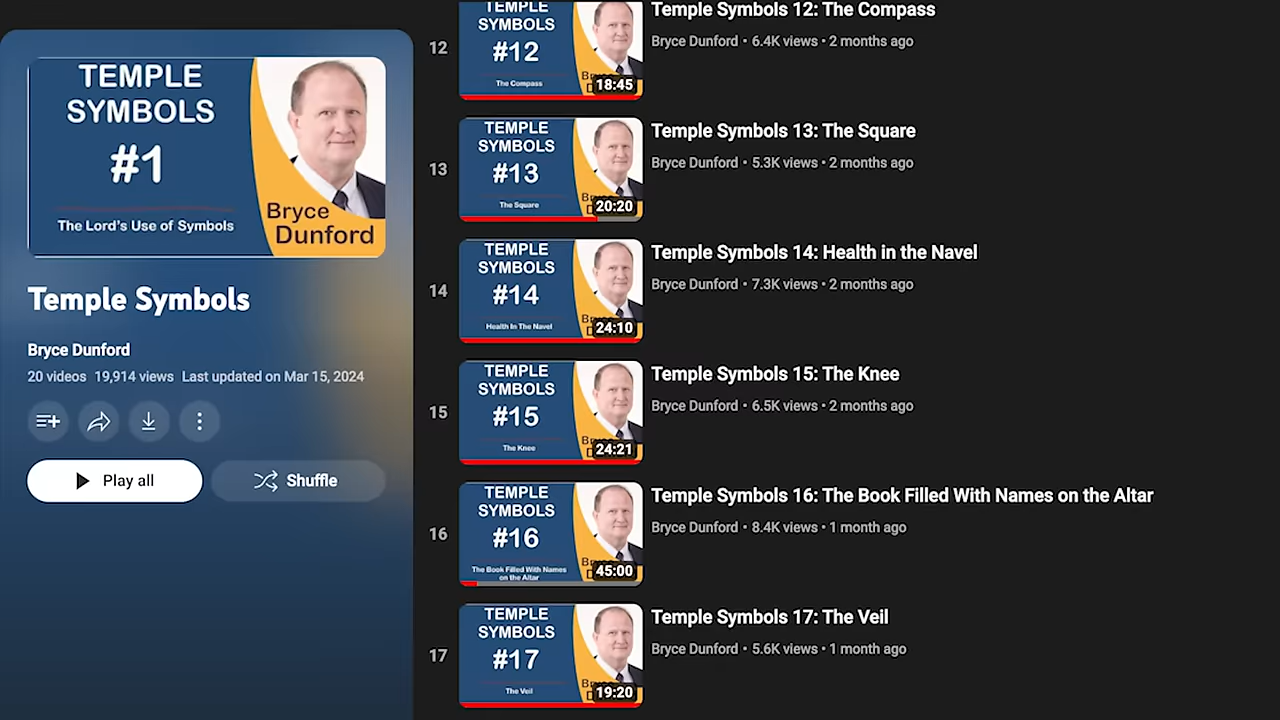 TEMPLE
SYMBOLS
#1
The Lord's Use of Symbols
Bryce
Dunford
Temple Symbols
Bryce Dunford
20 videos 19,914 views Last updated on Mar 15, 2024
Play all
Shuffle
12
TEMPLE
SYMBOLS
#12
The Compass
18:45
Temple Symbols 12: The Compass
Bryce Dunford • 6.4K views • 2 months ago
13
TEMPLE
SYMBOLS
#13
The Square
20:20
Temple Symbols 13: The Square
Bryce Dunford • 5.3K views • 2 months ago
14
TEMPLE
SYMBOLS
#14
Health In The Navel
24:10
Temple Symbols 14: Health in the Navel
Bryce Dunford • 7.3K views • 2 months ago
15
TEMPLE
SYMBOLS
#15
The Knee
24:21
Temple Symbols 15: The Knee
Bryce Dunford • 6.5K views • 2 months ago
16
TEMPLE
SYMBOLS
#16
The Book Filled With Names
on the Altar
45:00
Temple Symbols 16: The Book Filled With Names on the Altar
Bryce Dunford • 8.4K views • 1 month ago
17
TEMPLE
SYMBOLS
#17
The Veil
19:20
Temple Symbols 17: The Veil
Bryce Dunford • 5.6K views • 1 month ago